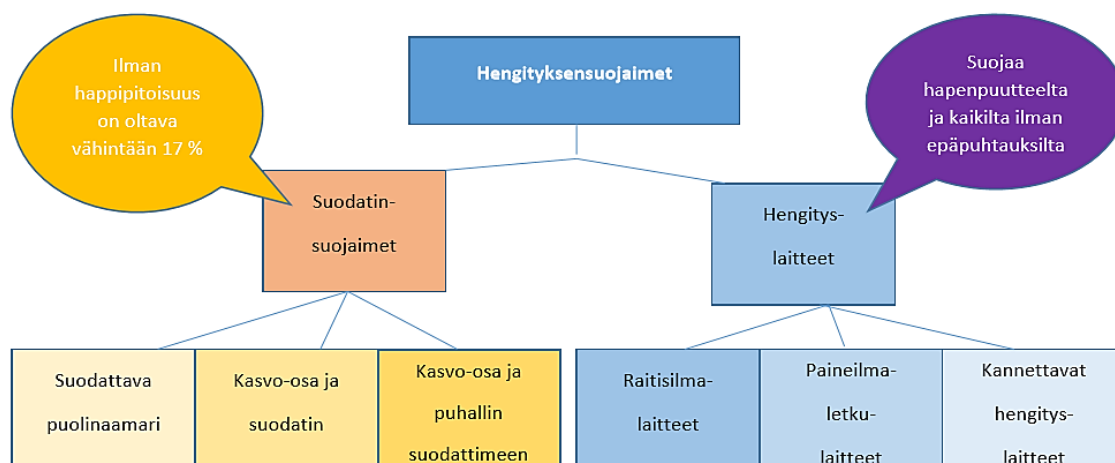 Ilman
happipitoisuus
on oltava
vähintään 17 %
Hengityksensuojaimet
Suojaa
hapenpuutteelta
ja kaikilta ilman
epäpuhtauksilta
Suodatin-
suojaimet
Hengitys-
laitteet
Suodattava
puolinaamari
Kasvo-osa ja
suodatin
Kasvo-osa ja
puhallin
suodattimeen
Raitisilma-
laitteet
Paineilma-
letku-
laitteet
Kannettavat
hengitys-
laitteet